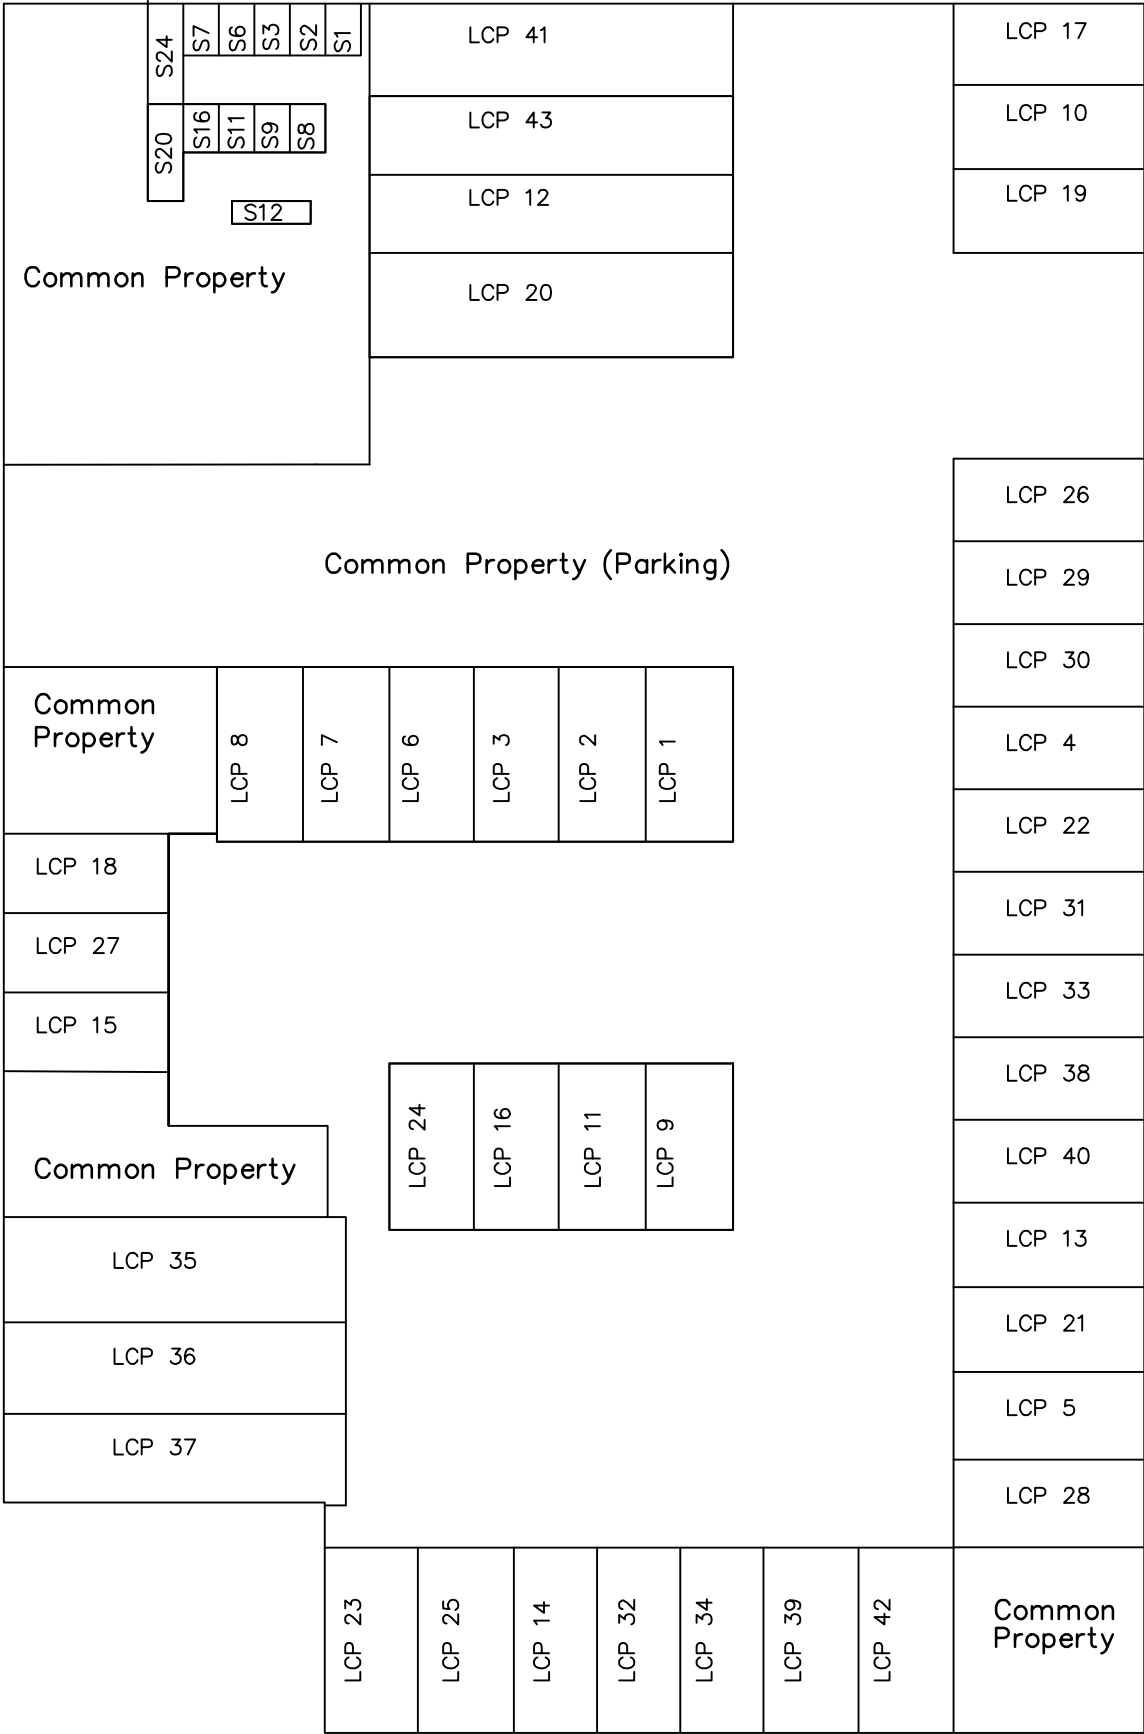 S24
S7
S6
S3
S2
S1
S20
S16
S11
S9
S8
S12
Common Property
LCP 41
LCP 43
LCP 12
LCP 20
LCP 17
LCP 10
LCP 19
Common Property (Parking)
LCP 26
LCP 29
LCP 30
LCP 4
LCP 22
LCP 31
LCP 33
LCP 38
LCP 40
LCP 13
LCP 21
LCP 5
LCP 28
Common
Property
LCP 8
LCP 7
LCP 6
LCP 3
LCP 2
LCP 1
LCP 18
LCP 27
LCP 15
LCP 24
LCP 16
LCP 11
LCP 9
Common Property
LCP 35
LCP 36
LCP 37
LCP 23
LCP 25
LCP 14
LCP 32
LCP 34
LCP 39
LCP 42
Common
Property